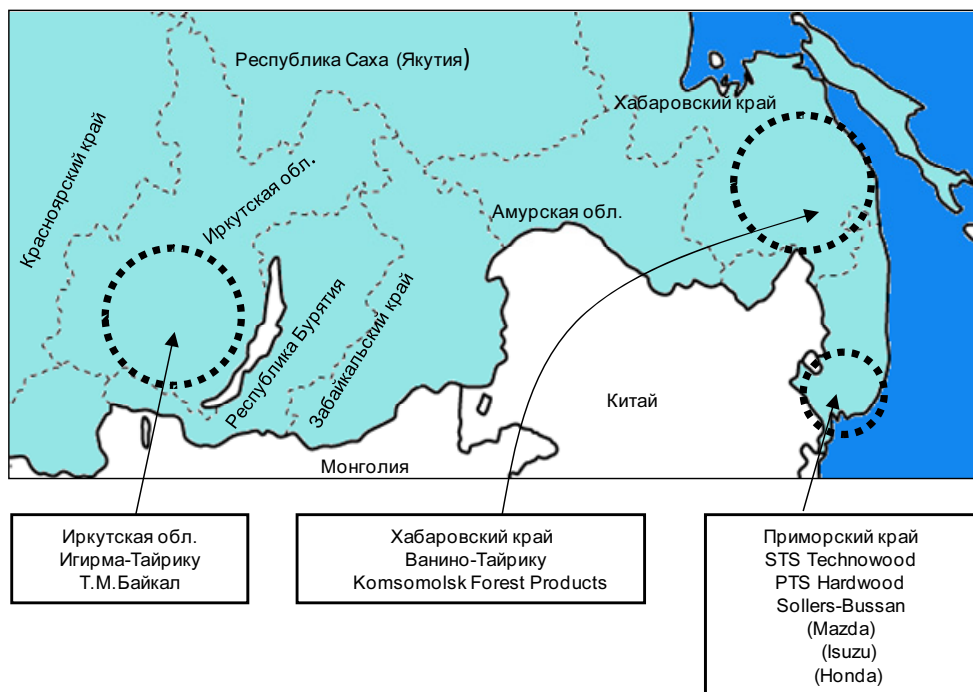 Республика Саха (Якутия)
Хабаровский край
Красноярский край
Иркутская обл.
Амурская обл.
Республика Бурятия
Забайкальский край
Китай
Монголия
Иркутская обл.
Игирма-Тайрику
Т.М.Байкал
Хабаровский край
Ванино-Тайрику
Komsomolsk Forest Products
Приморский край
STS Technowood
PTS Hardwood
Sollers-Bussan
(Mazda)
(Isuzu)
(Honda)